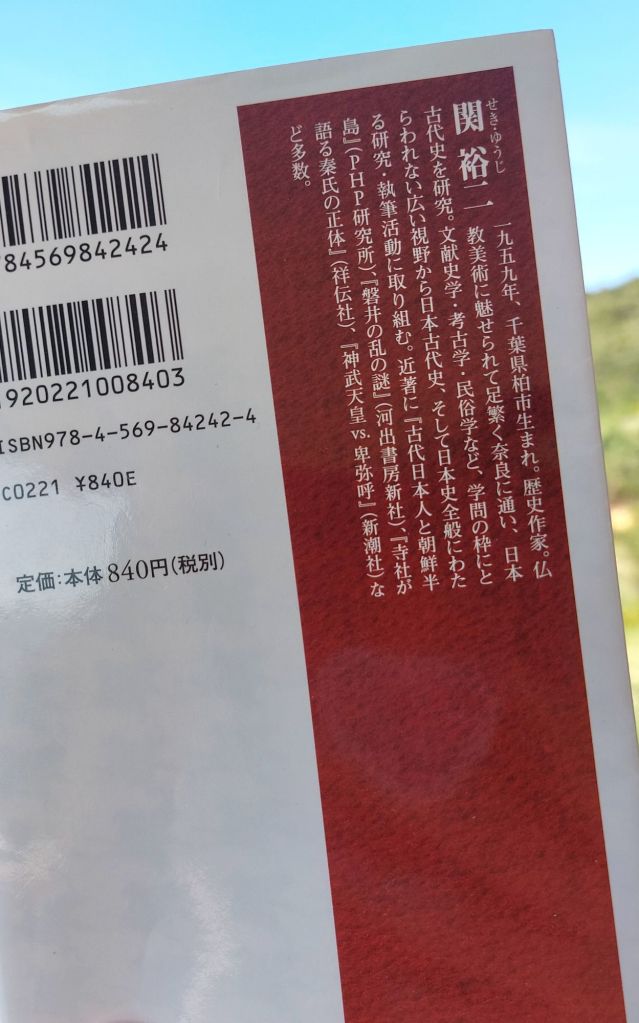 せき・ゆうじ
関 裕二
一九五九年、千葉県柏市生まれ。歴史作家。仏
教美術に魅せられて足繁く奈良に通い、日本
古代史を研究。文献史学・考古学・民俗学など、学問の枠にと
らわれない広い視野から日本古代史、そして日本史全般にわた
る研究・執筆活動に取り組む。近著に『古代日本人と朝鮮半
島』(PHP研究所)、『磐井の乱の謎』(河出書房新社)、『寺社が
語る秦氏の正体』(祥伝社)、『神武天皇 vs. 卑弥呼』(新潮社)な
ど多数。
784569842424
1920221008403
ISBN978-4-569-84242-4
C0221 ¥840E
定価:本体840円(税別)